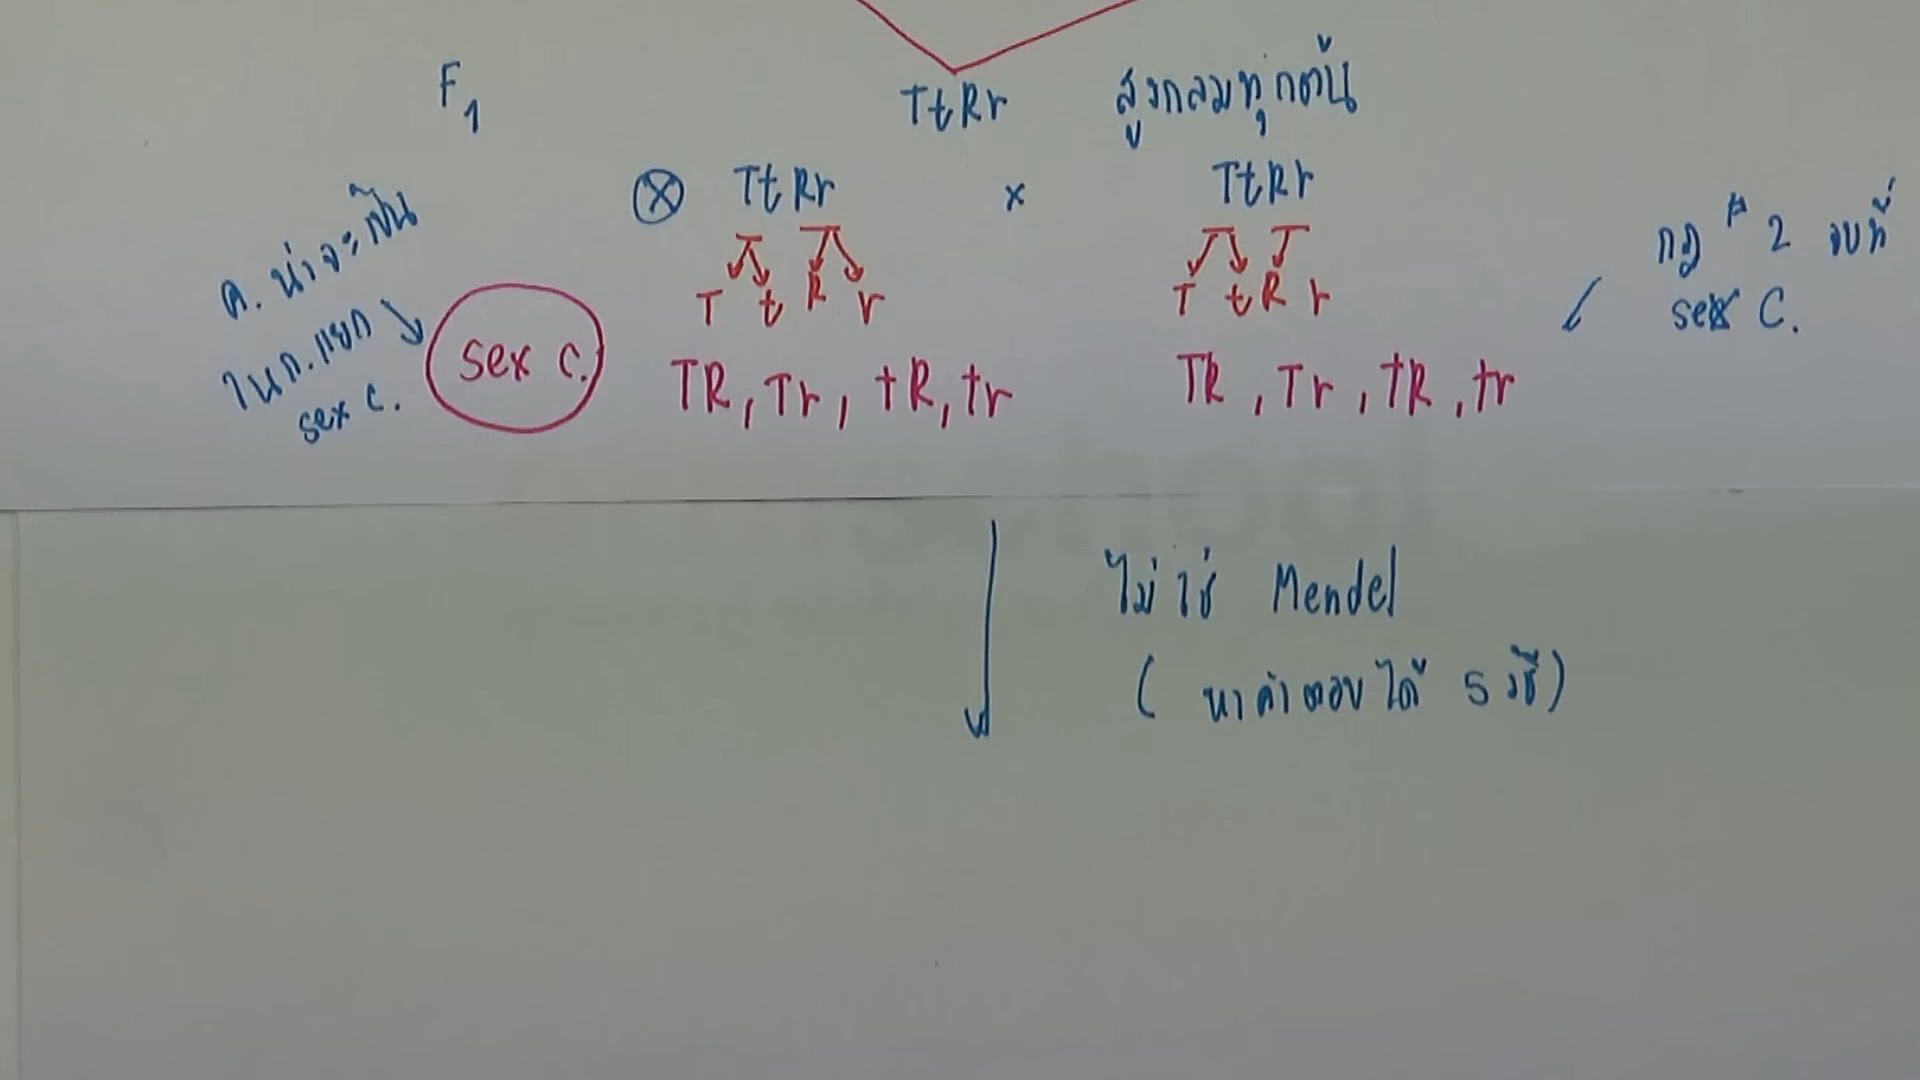 F1 TtRr สูงกลมทุกต้น
ⓧ TtRr × TtRr
T t R r T t R r
ค. น่าจะเป็น
ในก. แยก
sex c.
sex c.
TR, Tr, tR, tr TR, Tr, tR, tr
กฎ # 2 จบที่
sex C.
ไม่ใช่ Mendel
( หาคำตอบได้ 5 วิธี )